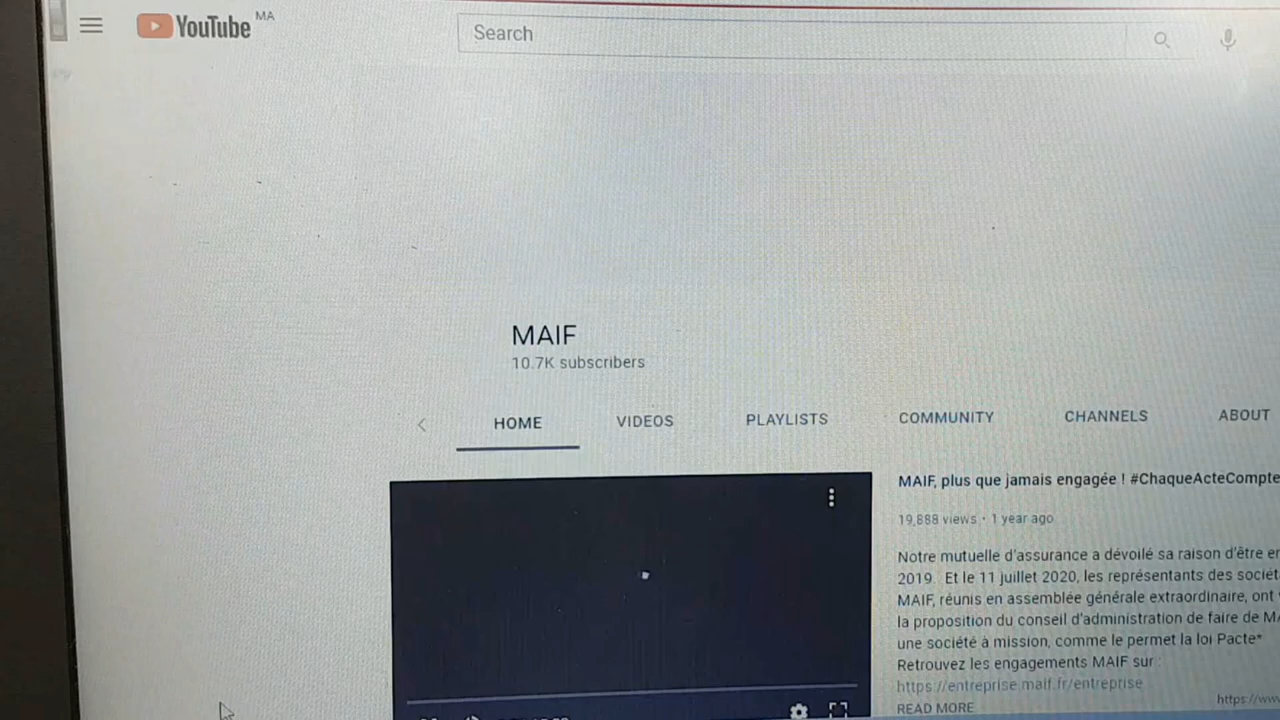 YouTube MA
Search
MAIF
10.7K subscribers
HOME VIDEOS PLAYLISTS COMMUNITY CHANNELS ABOUT
MAIF, plus que jamais engagée ! #ChaqueActeCompte
19,888 views · 1 year ago
Notre mutuelle d'assurance a dévoilé sa raison d'être en
2019. Et le 11 juillet 2020, les représentants des sociét
MAIF, réunis en assemblée générale extraordinaire, ont
la proposition du conseil d'administration de faire de MA
une société à mission, comme le permet la loi Pacte*
Retrouvez les engagements MAIF sur :
https://entreprise.maif.fr/entreprise
https://www
READ MORE